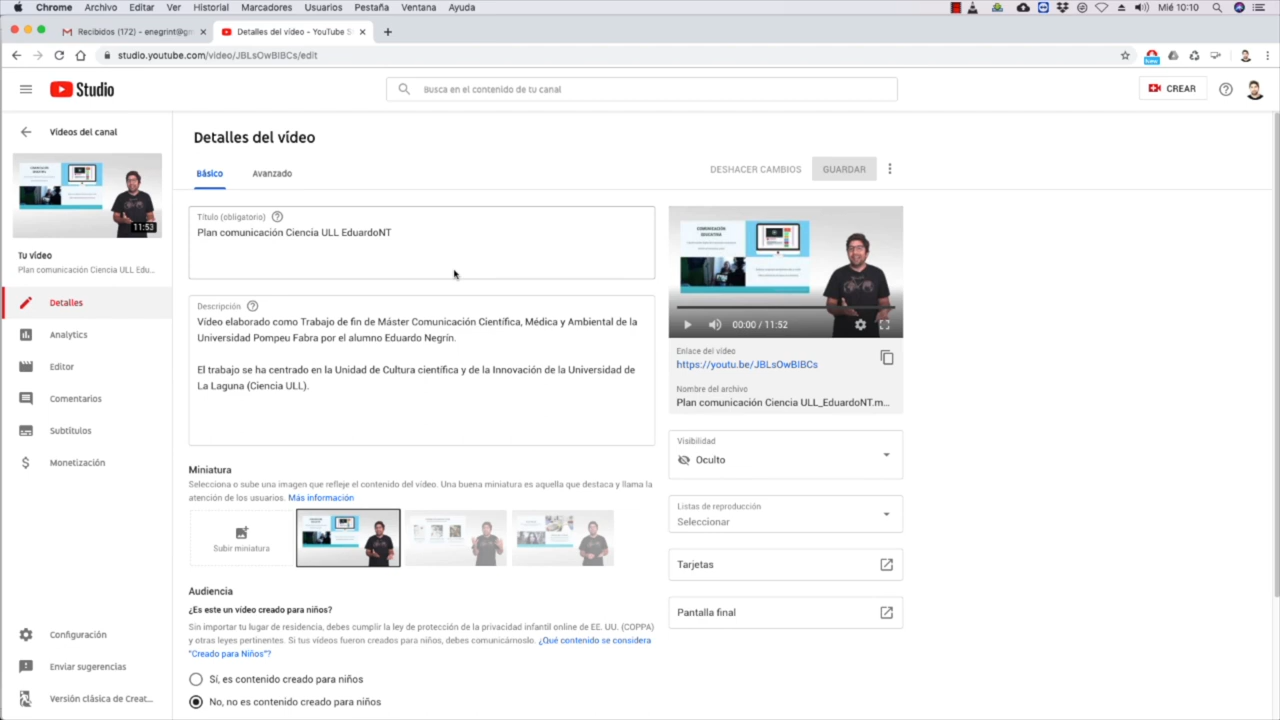 Chrome Archivo Editar Ver Historial Marcadores Usuarios Pestaña Ventana Ayuda Mié 10:10
Recibidos (172) - enegrint@gm
Detalles del vídeo - YouTube S
studio.youtube.com/video/JBLsOwBIBCs/edit
New
Studio
Busca en el contenido de tu canal
CREAR
Vídeos del canal
COMUNICACIÓN
EDUCATIVA
11:53
Tu vídeo
Plan comunicación Ciencia ULL Edu...
Detalles
Analytics
Editor
Comentarios
Subtítulos
Monetización
Configuración
Enviar sugerencias
Versión clásica de Creat...
Detalles del vídeo
Básico
Avanzado
DESHACER CAMBIOS
GUARDAR
Título (obligatorio)
Plan comunicación Ciencia ULL EduardoNT
Descripción
Vídeo elaborado como Trabajo de fin de Máster Comunicación Científica, Médica y Ambiental de la
Universidad Pompeu Fabra por el alumno Eduardo Negrín.
El trabajo se ha centrado en la Unidad de Cultura científica y de la Innovación de la Universidad de
La Laguna (Ciencia ULL).
Miniatura
Selecciona o sube una imagen que refleje el contenido del vídeo. Una buena miniatura es aquella que destaca y llama la
atención de los usuarios. Más información
Subir miniatura
Audiencia
¿Es este un vídeo creado para niños?
Sin importar tu lugar de residencia, debes cumplir la ley de protección de la privacidad infantil online de EE. UU. (COPPA)
y otras leyes pertinentes. Si tus vídeos fueron creados para niños, debes comunicárnoslo. ¿Qué contenido se considera
"Creado para Niños"?
Sí, es contenido creado para niños
No, no es contenido creado para niños
COMUNICACIÓN
EDUCATIVA
00:00 / 11:52
Enlace del vídeo
https://youtu.be/JBLsOwBIBCs
Nombre del archivo
Plan comunicación Ciencia ULL_EduardoNT.m...
Visibilidad
Oculto
Listas de reproducción
Seleccionar
Tarjetas
Pantalla final